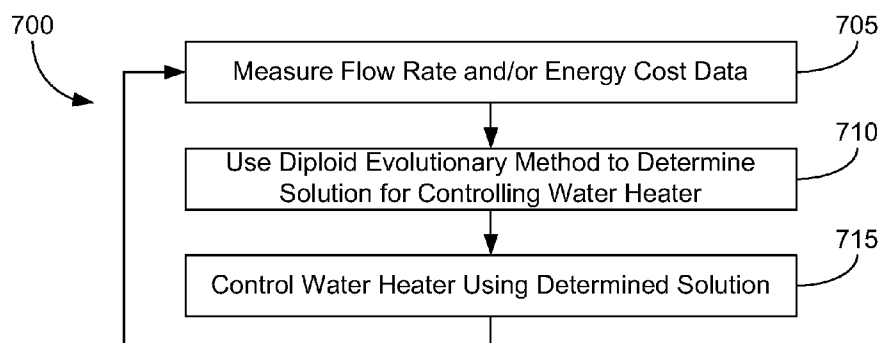 700
705
Measure Flow Rate and/or Energy Cost Data
710
Use Diploid Evolutionary Method to Determine
Solution for Controlling Water Heater
715
Control Water Heater Using Determined Solution